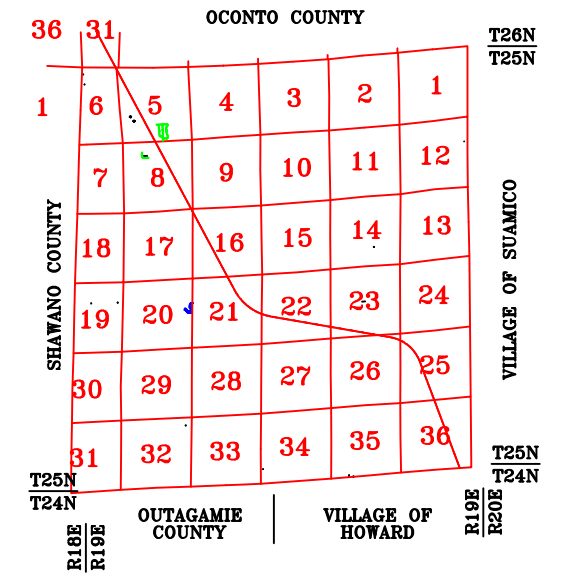 OCONTO COUNTY
36 31
T26N
T25N
1 6 5 4 3 2 1
7 8 9 10 11 12
18 17 16 15 14 13
19 20 21 22 23 24
30 29 28 27 26 25
31 32 33 34 35 36
SHAWANO COUNTY
VILLAGE OF SUAMICO
T25N
T24N
T25N
T24N
R18E
R19E
OUTAGAMIE
COUNTY
VILLAGE OF
HOWARD
R19E
R20E